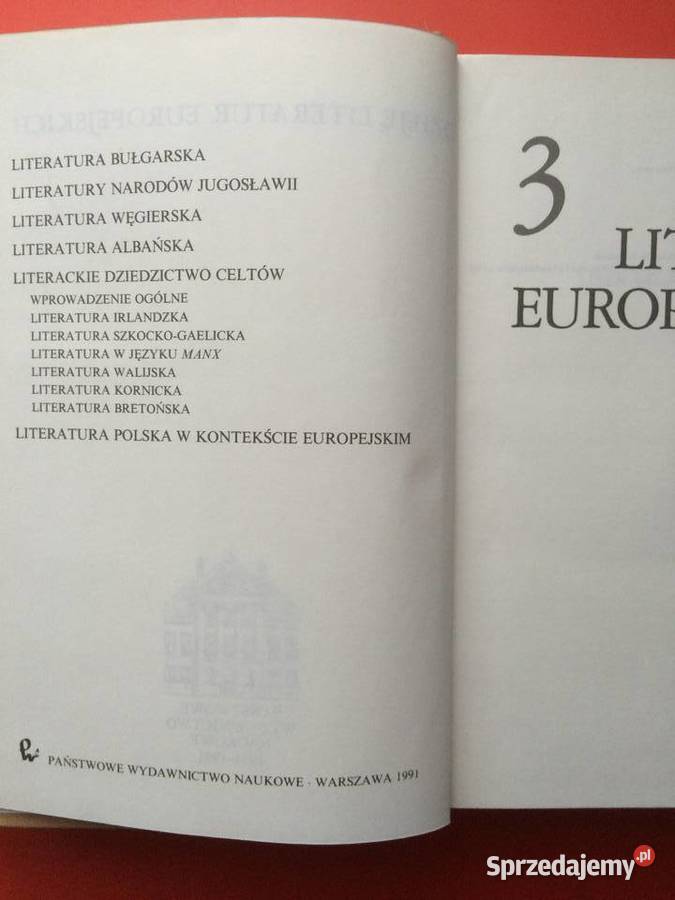 LITERATURA BUŁGARSKA
LITERATURY NARODÓW JUGOSŁAWII
LITERATURA WĘGIERSKA
LITERATURA ALBAŃSKA
LITERACKIE DZIEDZICTWO CELTÓW
WPROWADZENIE OGÓLNE
LITERATURA IRLANDZKA
LITERATURA SZKOCKO-GAELICKA
LITERATURA W JĘZYKU MANX
LITERATURA WALIJSKA
LITERATURA KORNICKA
LITERATURA BRETOŃSKA
LITERATURA POLSKA W KONTEKŚCIE EUROPEJSKIM
PAŃSTWOWE WYDAWNICTWO NAUKOWE · WARSZAWA 1991
3
LIT
EUROP
Sprzedajemy.pl